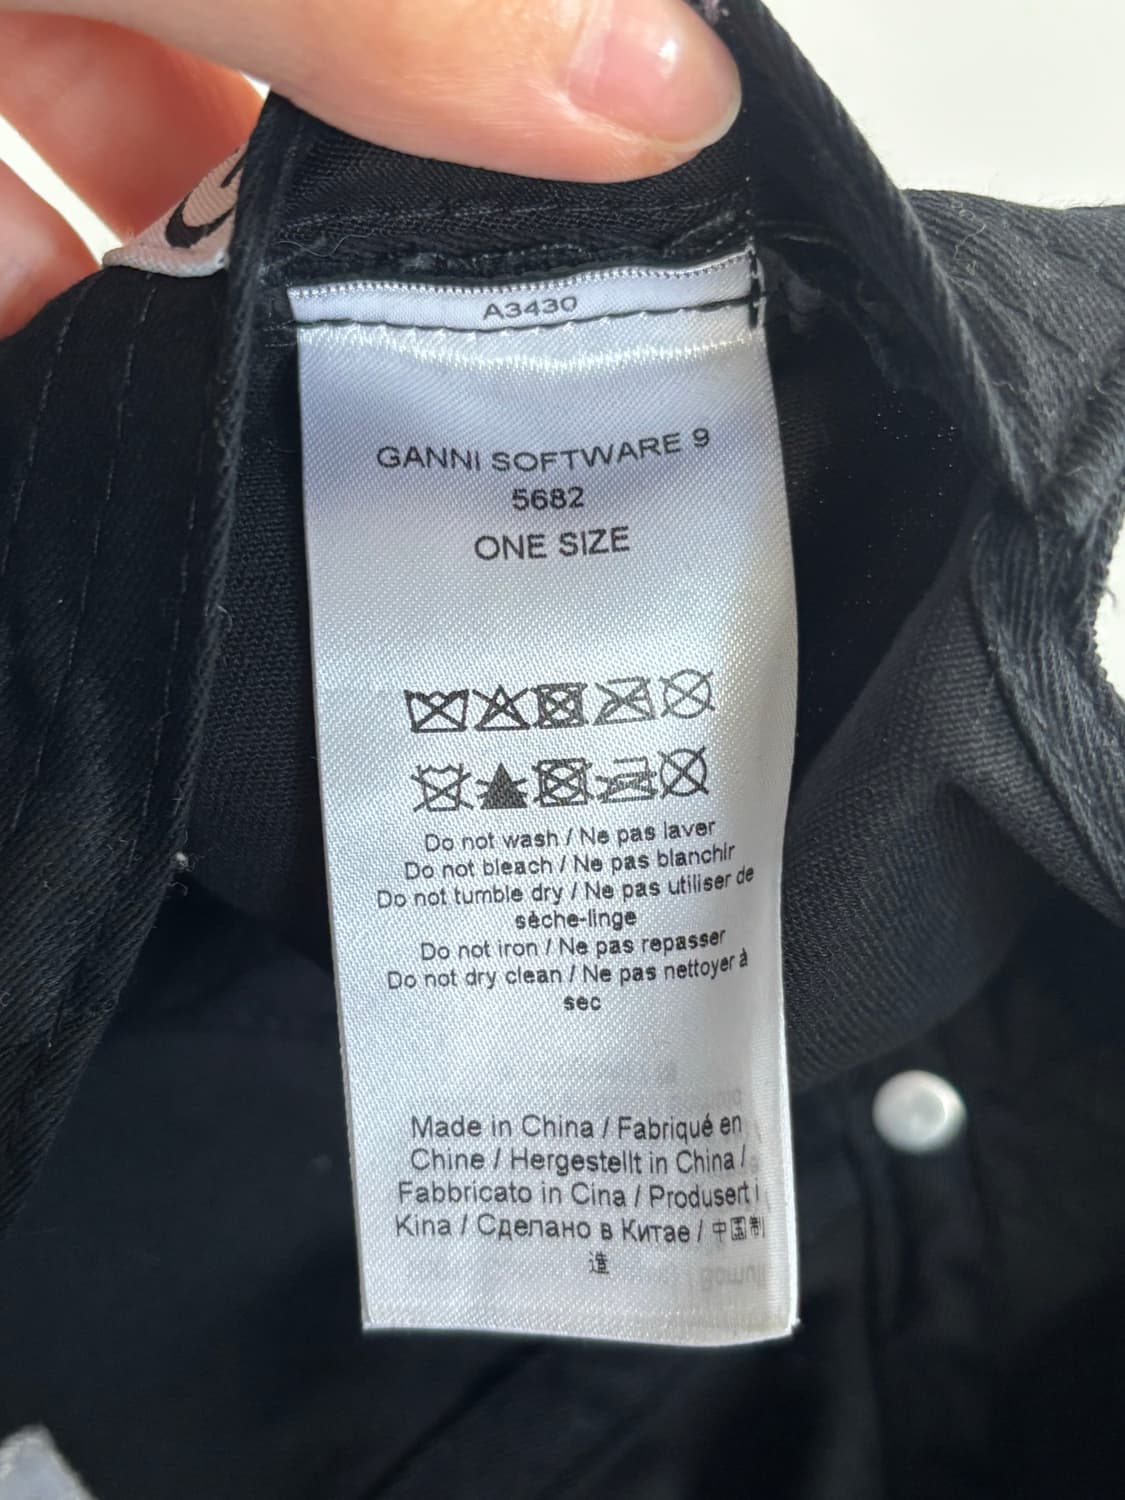 A3430
GANNI SOFTWARE 9
5682
ONE SIZE
Do not wash / Ne pas laver
Do not bleach / Ne pas blanchir
Do not tumble dry / Ne pas utiliser de
sèche-linge
Do not iron / Ne pas repasser
Do not dry clean / Ne pas nettoyer à
sec
Made in China / Fabriqué en
Chine / Hergestellt in China /
Fabbricato in Cina / Produsert i
Kina / Сделано в Китае / 中国制
造